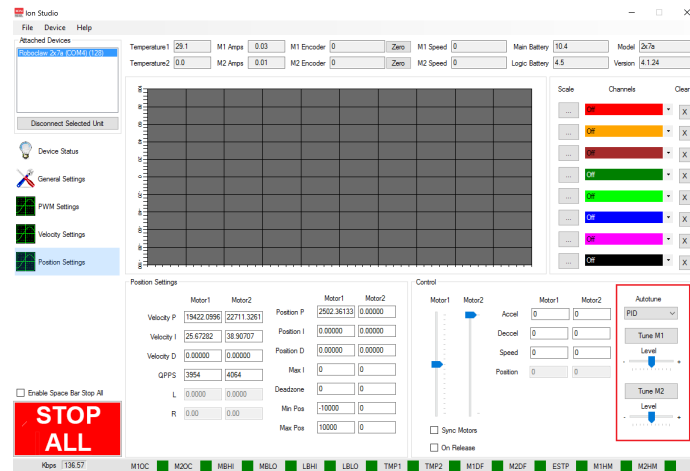 Ion Studio
File Device Help
Attached Devices
Roboclaw 2x7a (COM4) (128)
Disconnect Selected Unit
Temperature1 29.1 M1 Amps 0.03 M1 Encoder 0 Zero M1 Speed 0 Main Battery 10.4 Model 2x7a
Temperature2 0.0 M2 Amps 0.01 M2 Encoder 0 Zero M2 Speed 0 Logic Battery 4.5 Version 4.1.24
Scale Channels Clear
... Off X
... Off X
... Off X
... Off X
... Off X
... Off X
... Off X
... Off X
Device Status
General Settings
PWM Settings
Velocity Settings
Position Settings
Position Settings
Motor1 Motor2
Velocity P 19422.0996 22711.3261
Velocity I 25.67282 38.90707
Velocity D 0.00000 0.00000
QPPS 3954 4064
L 0.0000 0.0000
R 0.00 0.00
Motor1 Motor2
Position P 2502.36133 0.00000
Position I 0.00000 0.00000
Position D 0.00000 0.00000
Max I 0 0
Deadzone 0 0
Min Pos -10000 0
Max Pos 10000 0
Control
Motor1 Motor2
Sync Motors
On Release
Motor1 Motor2
Accel 0 0
Deccel 0 0
Speed 0 0
Position 0 0
Autotune
PID
Tune M1
Level
- +
Tune M2
Level
- +
Enable Space Bar Stop All
STOP
ALL
Kbps 136.57 M1OC M2OC MBHI MBLO LBHI LBLO TMP1 TMP2 M1DF M2DF ESTP M1HM M2HM